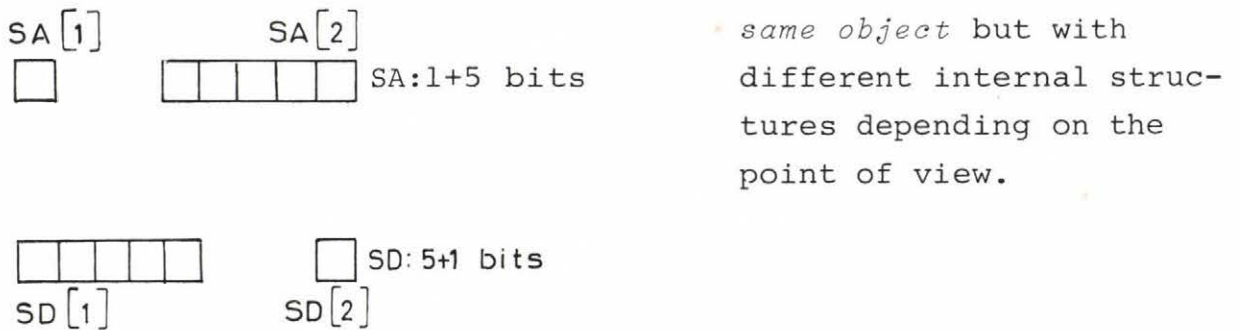 SA[1] SA[2]
SA:1+5 bits
SD:5+1 bits
SD[1] SD[2]
same object but with
different internal struc-
tures depending on the
point of view.